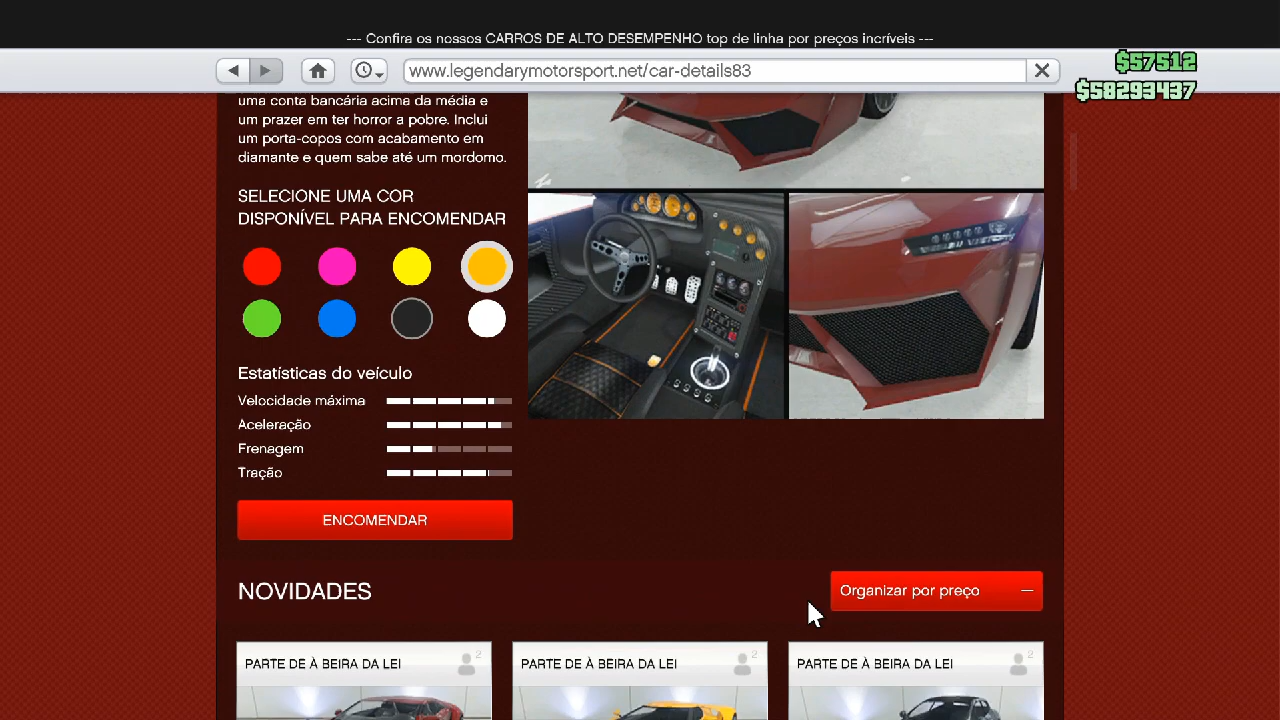 --- Confira os nossos CARROS DE ALTO DESEMPENHO top de linha por preços incríveis ---
www.legendarymotorsport.net/car-details83
$57512
$58293437
uma conta bancária acima da média e
um prazer em ter horror a pobre. Inclui
um porta-copos com acabamento em
diamante e quem sabe até um mordomo.
SELECIONE UMA COR
DISPONÍVEL PARA ENCOMENDAR
Estatísticas do veículo
Velocidade máxima
Aceleração
Frenagem
Tração
ENCOMENDAR
NOVIDADES
Organizar por preço
PARTE DE À BEIRA DA LEI 2
PARTE DE À BEIRA DA LEI 2
PARTE DE À BEIRA DA LEI 2